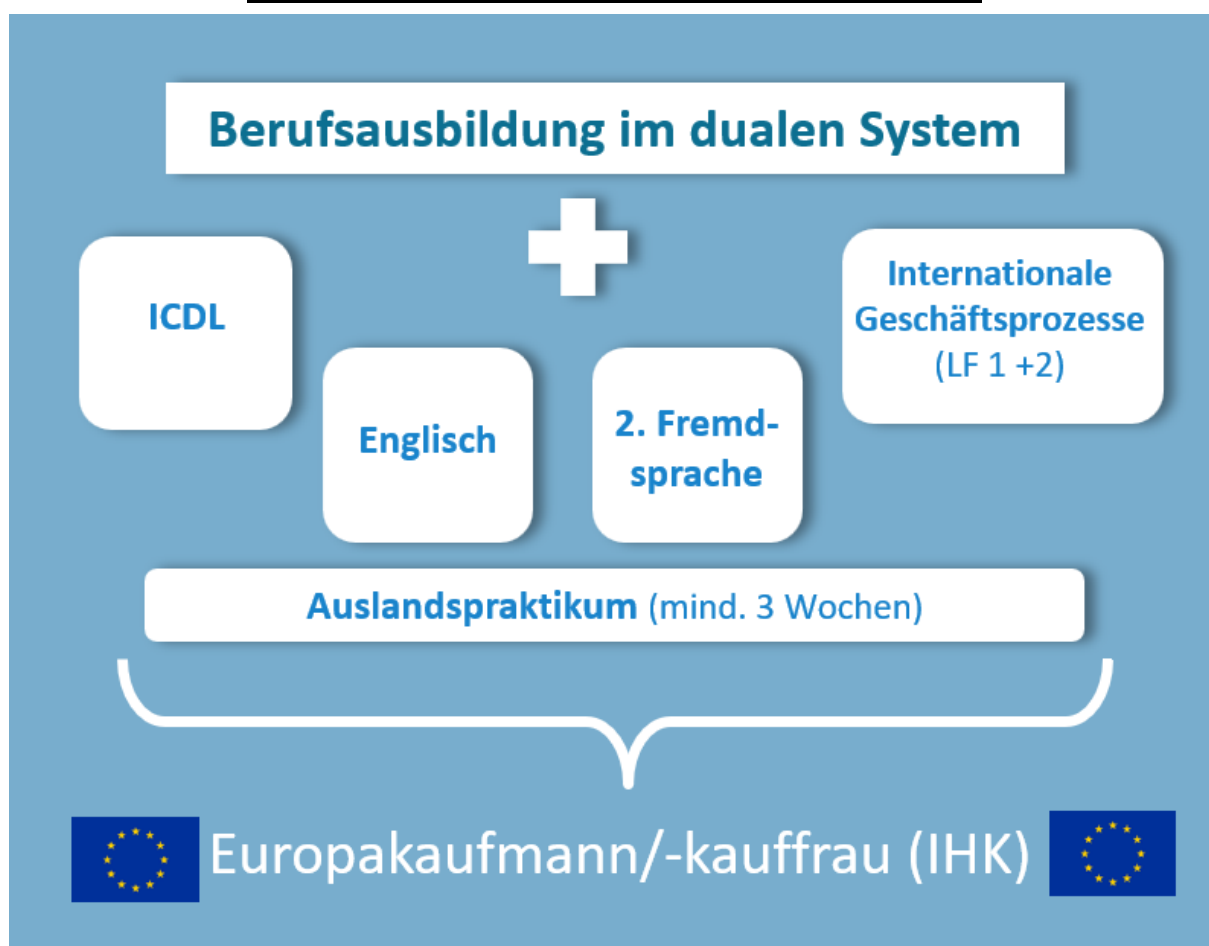 Berufsausbildung im dualen System
ICDL
Englisch
2. Fremd-
sprache
Internationale
Geschäftsprozesse
(LF 1 +2)
Auslandspraktikum (mind. 3 Wochen)
Europakaufmann/-kauffrau (IHK)